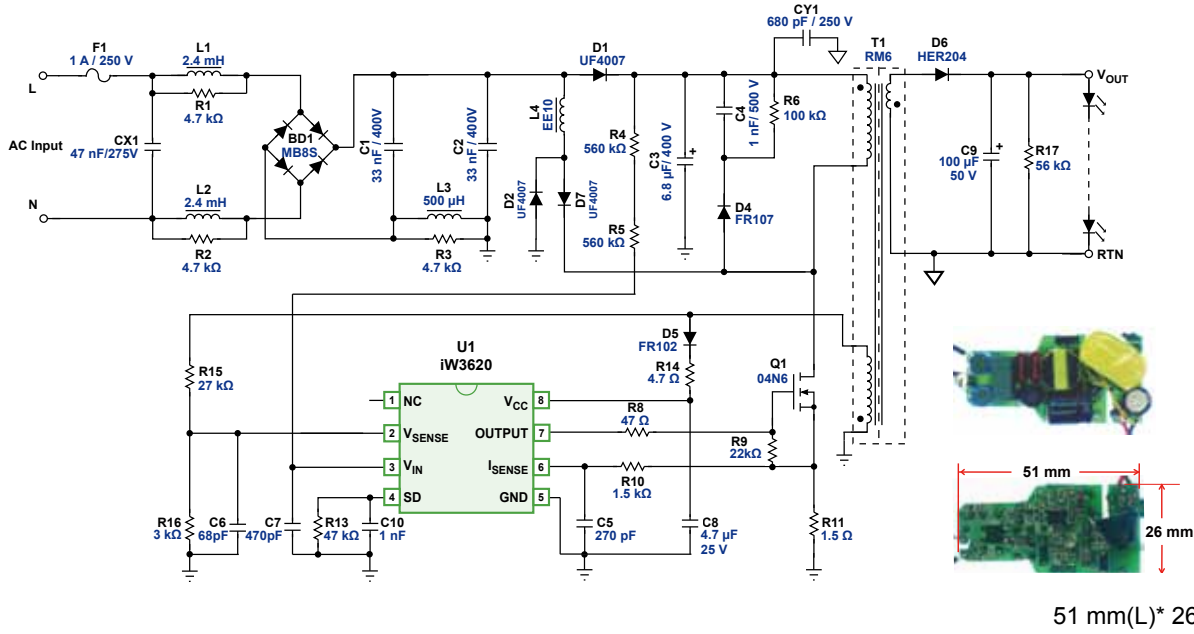 F1
1 A / 250 V
L1
2.4 mH
L
R1
4.7 kΩ
AC Input
CX1
47 nF/275V
BD1
MB8S
N
L2
2.4 mH
R2
4.7 kΩ
C1
33 nF / 400V
C2
33 nF / 400V
L3
500 µH
R3
4.7 kΩ
L4
EE10
D1
UF4007
D2
UF4007
D7
UF4007
R4
560 kΩ
R5
560 kΩ
C3
6.8 µF/ 400 V
+
C4
1 nF/ 500 V
R6
100 kΩ
D4
FR107
CY1
680 pF / 250 V
T1
RM6
D6
HER204
C9
100 µF
50 V
+
R17
56 kΩ
VOUT
RTN
R15
27 kΩ
R16
3 kΩ
C6
68pF
C7
470pF
R13
47 kΩ
C10
1 nF
U1
iW3620
1 NC
2 VSENSE
3 VIN
4 SD
VCC 8
OUTPUT 7
ISENSE 6
GND 5
D5
FR102
R14
4.7 Ω
R8
47 Ω
R9
22kΩ
R10
1.5 kΩ
C5
270 pF
C8
4.7 µF
25 V
Q1
04N6
R11
1.5 Ω
51 mm
26 mm
51 mm(L)* 26